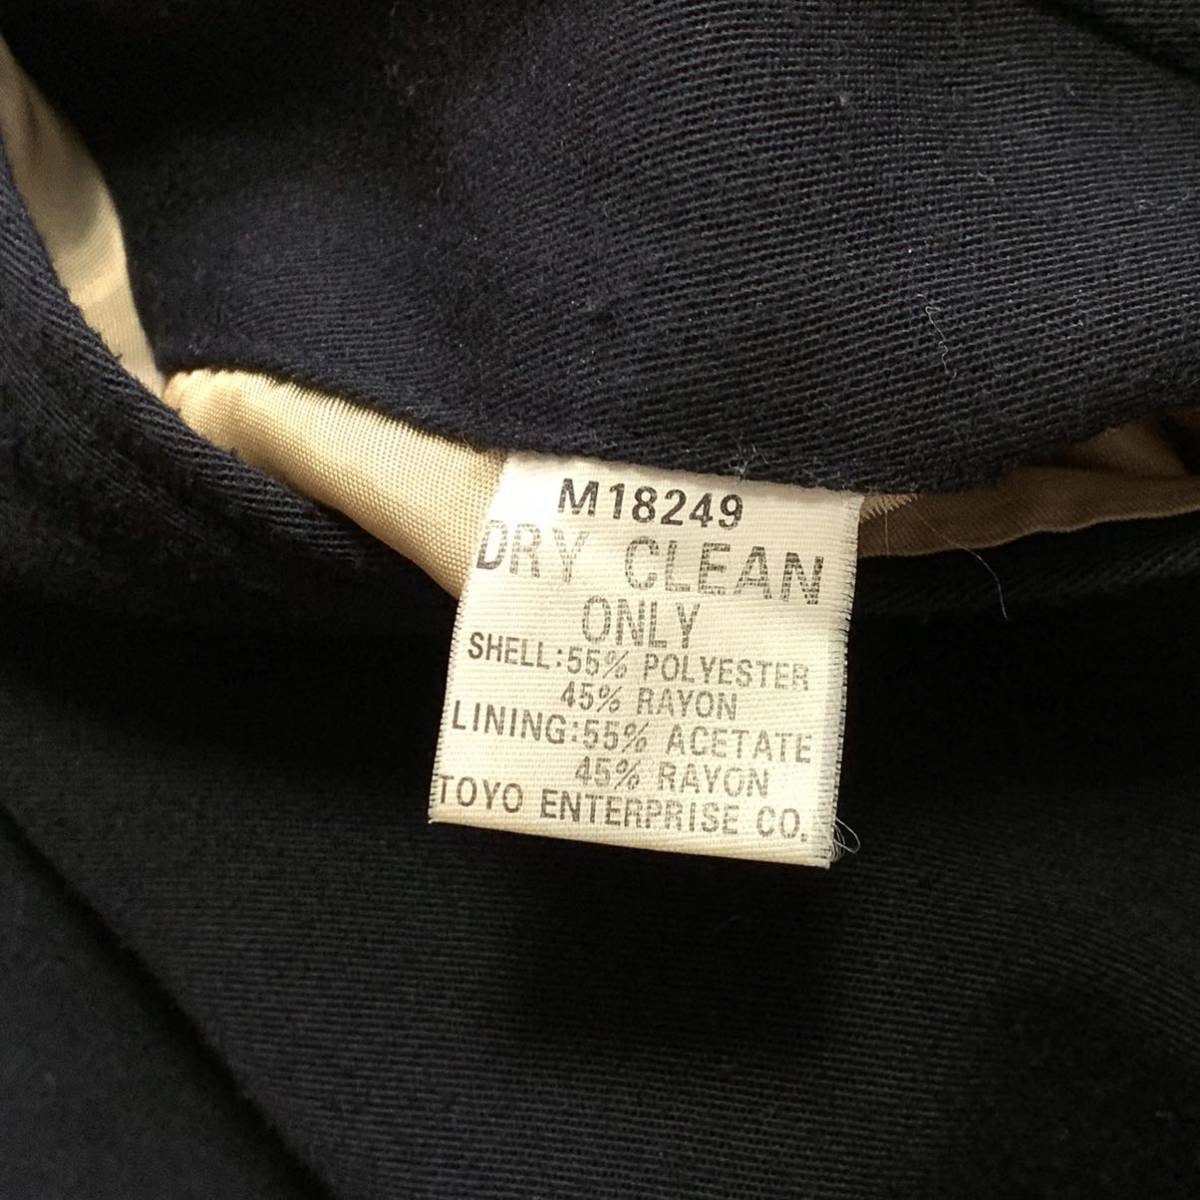 M18249
DRY CLEAN
ONLY
SHELL:55% POLYESTER
45% RAYON
LINING:55% ACETATE
45% RAYON
TOYO ENTERPRISE CO.